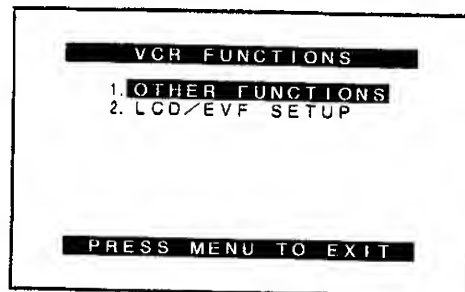 VCR FUNCTIONS
1. OTHER FUNCTIONS
2. LCD/EVF SETUP
PRESS MENU TO EXIT